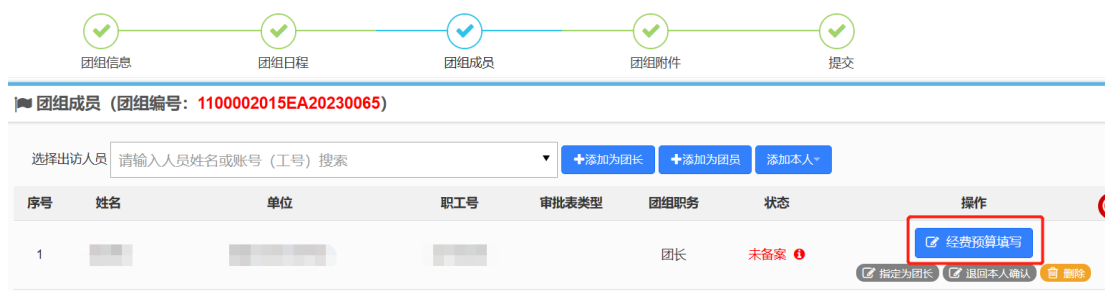 团组信息 团组日程 团组成员 团组附件 提交
团组成员（团组编号：1100002015EA20230065）
选择出访人员 请输入人员姓名或账号（工号）搜索 添加为团长 添加为团员 添加本人
序号 姓名 单位 职工号 审批表类型 团组职务 状态 操作
1 团长 未备案 经费预算填写
指定为团长 退回本人确认 删除